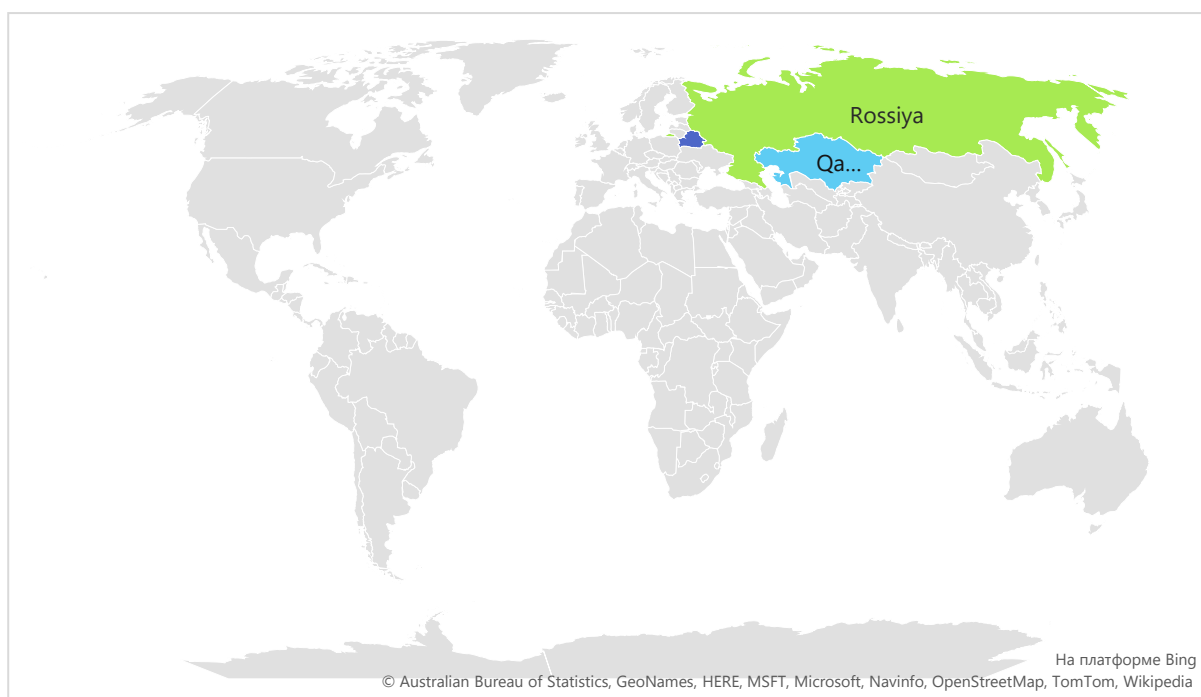 Rossiya
Qa...
На платформе Bing
© Australian Bureau of Statistics, GeoNames, HERE, MSFT, Microsoft, Navinfo, OpenStreetMap, TomTom, Wikipedia